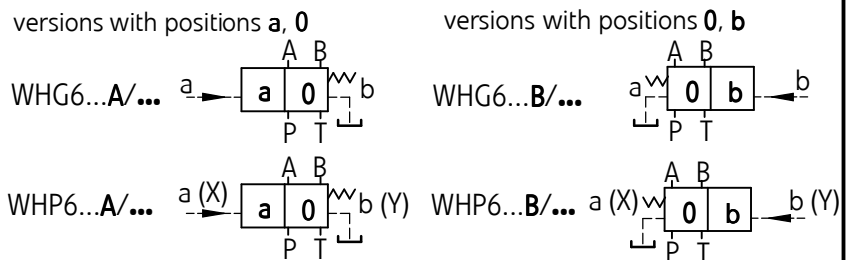 versions with positions a, 0
A B
WHG6...A/... a a 0 b
P T
WHP6...A/... a (X) A B a 0 b (Y)
P T
versions with positions 0, b
A B
WHG6...B/... a 0 b b
P T
WHP6...B/... a (X) A B 0 b b (Y)
P T